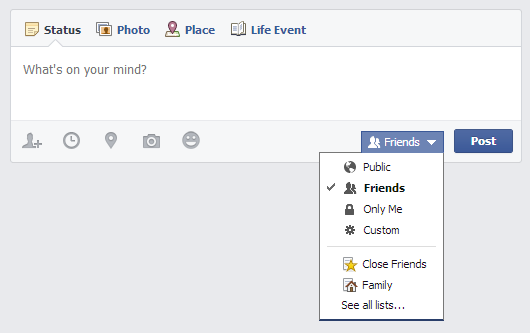 Status Photo Place Life Event
What's on your mind?
Friends Post
Public
Friends
Only Me
Custom
Close Friends
Family
See all lists...